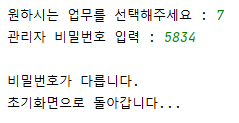 원하시는 업무를 선택해주세요 : 7
관리자 비밀번호 입력 : 5834
비밀번호가 다릅니다.
초기화면으로 돌아갑니다...